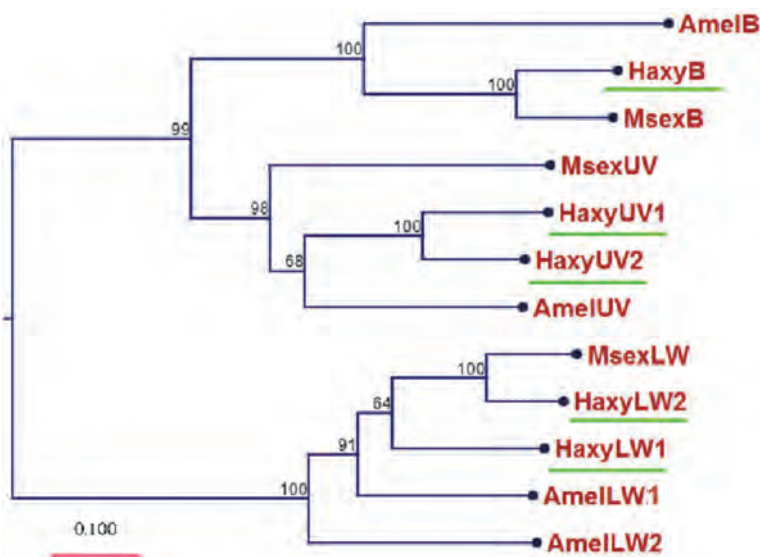 AmelB
100
HaxyB
100
MsexB
99
MsexUV
98
HaxyUV1
100
HaxyUV2
68
AmelUV
MsexLW
100
HaxyLW2
64
HaxyLW1
91
AmelLW1
100
0.100
AmelLW2